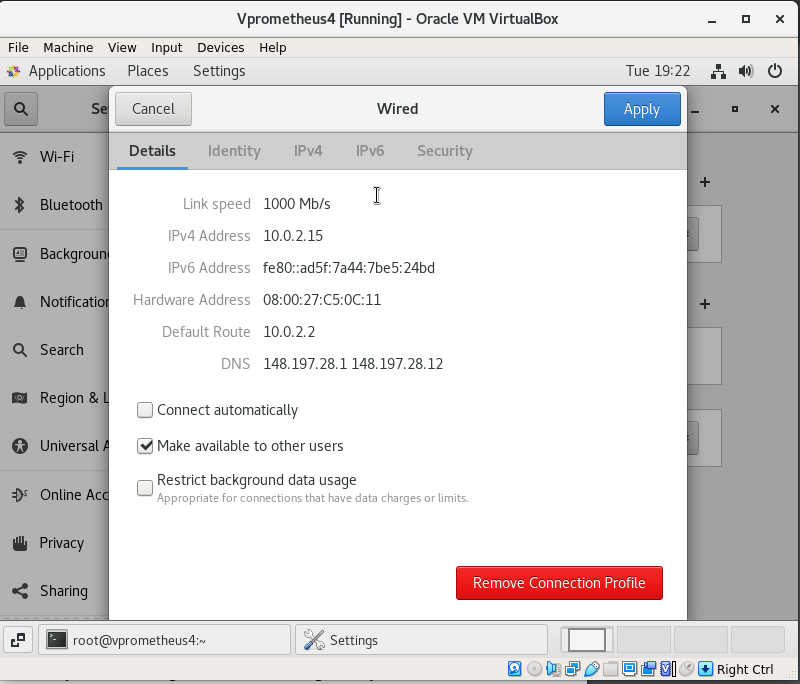 Vprometheus4 [Running] - Oracle VM VirtualBox
File Machine View Input Devices Help
Applications Places Settings Tue 19:22
Cancel Wired Apply
Details Identity IPv4 IPv6 Security
Wi-Fi
Bluetooth
Link speed 1000 Mb/s
IPv4 Address 10.0.2.15
IPv6 Address fe80::ad5f:7a44:7be5:24bd
Hardware Address 08:00:27:C5:0C:11
Default Route 10.0.2.2
DNS 148.197.28.1 148.197.28.12
Search
Region & L
Universal A
Online Acc
Privacy
Sharing
Connect automatically
Make available to other users
Restrict background data usage
Appropriate for connections that have data charges or limits.
Remove Connection Profile
root@vprometheus4:~ Settings
Right Ctrl